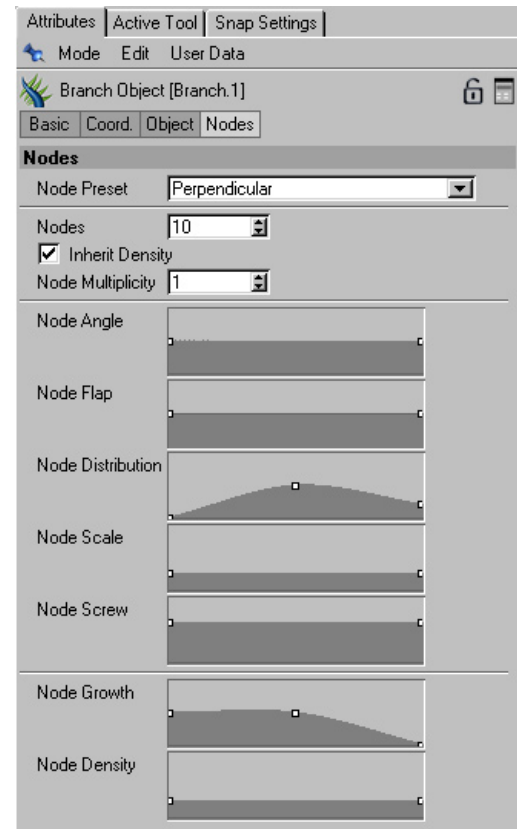 Attributes Active Tool Snap Settings
Mode Edit User Data
Branch Object [Branch.1]
Basic Coord. Object Nodes
Nodes
Node Preset Perpendicular
Nodes 10
Inherit Density
Node Multiplicity 1
Node Angle
Node Flap
Node Distribution
Node Scale
Node Screw
Node Growth
Node Density